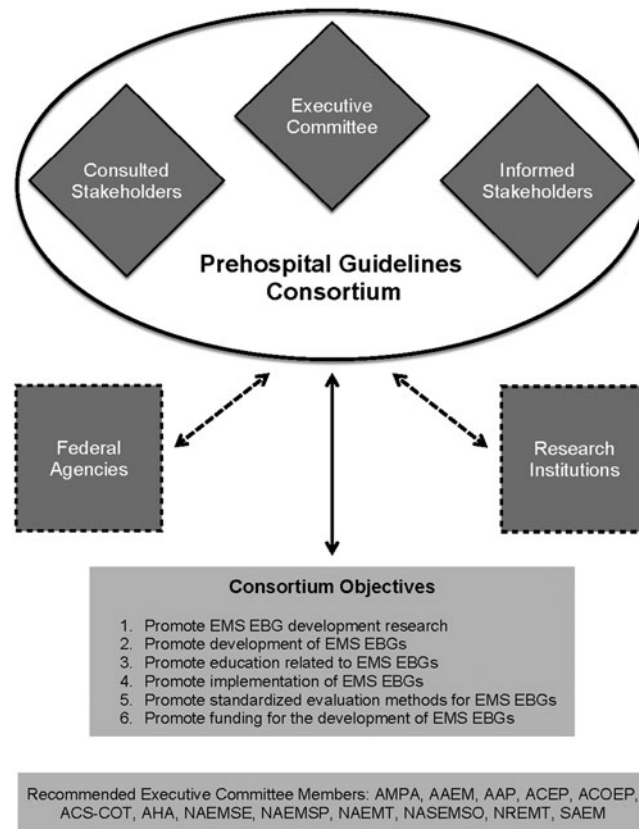 Executive
Committee
Consulted
Stakeholders
Informed
Stakeholders
Prehospital Guidelines
Consortium
Federal
Agencies
Research
Institutions
Consortium Objectives
1. Promote EMS EBG development research
2. Promote development of EMS EBGs
3. Promote education related to EMS EBGs
4. Promote implementation of EMS EBGs
5. Promote standardized evaluation methods for EMS EBGs
6. Promote funding for the development of EMS EBGs
Recommended Executive Committee Members: AMPA, AAEM, AAP, ACEP, ACOEP,
ACS-COT, AHA, NAEMSE, NAEMSP, NAEMT, NASEMSO, NREMT, SAEM